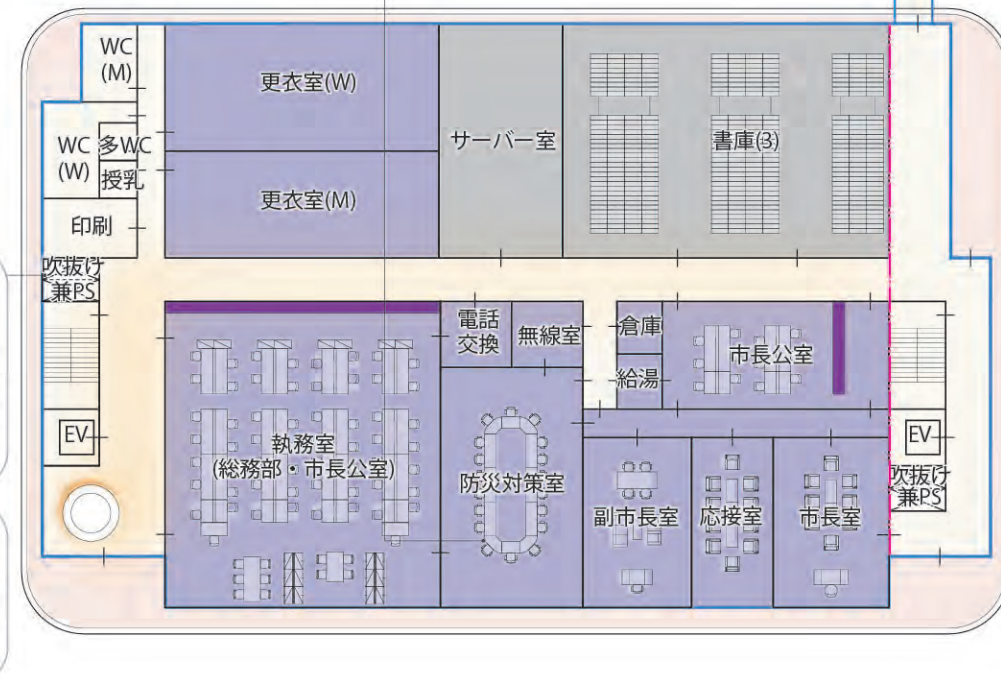 WC
(M)
更衣室(W)
サーバー室
書庫(3)
WC
(W)
多WC
授乳
更衣室(M)
印刷
吹抜け
兼PS
電話
交換
無線室
倉庫
給湯
市長公室
EV
執務室
(総務部・市長公室)
防災対策室
副市長室
応接室
市長室
EV
吹抜け
兼PS